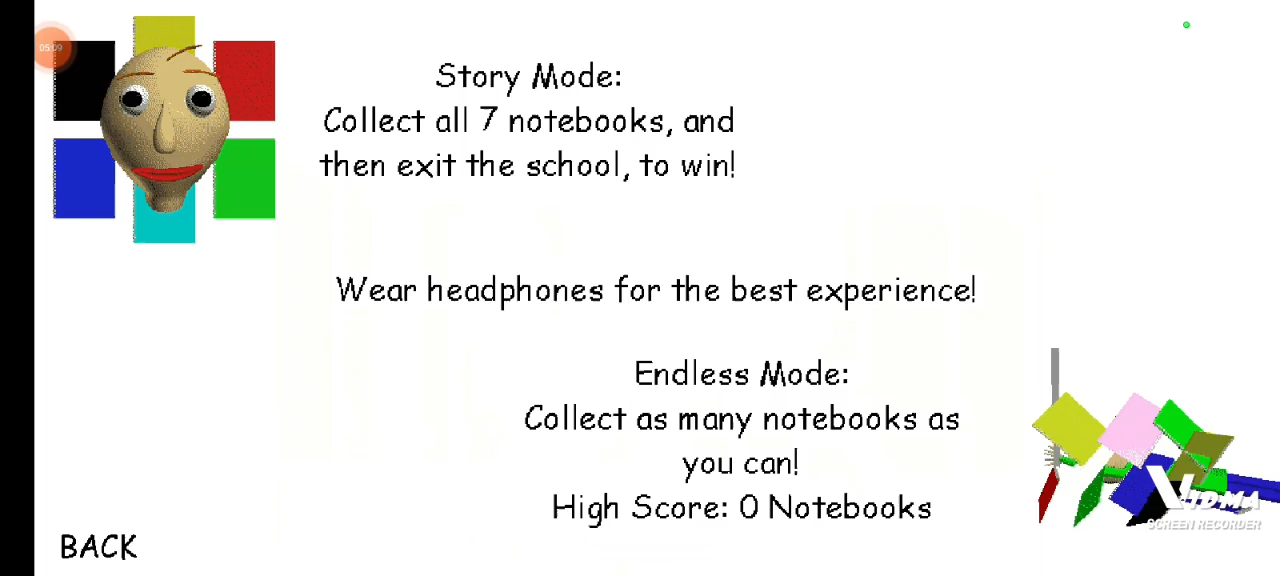 05:09
Story Mode:
Collect all 7 notebooks, and
then exit the school, to win!
Wear headphones for the best experience!
Endless Mode:
Collect as many notebooks as
you can!
High Score: 0 Notebooks
BACK
VIDMA
SCREEN RECORDER